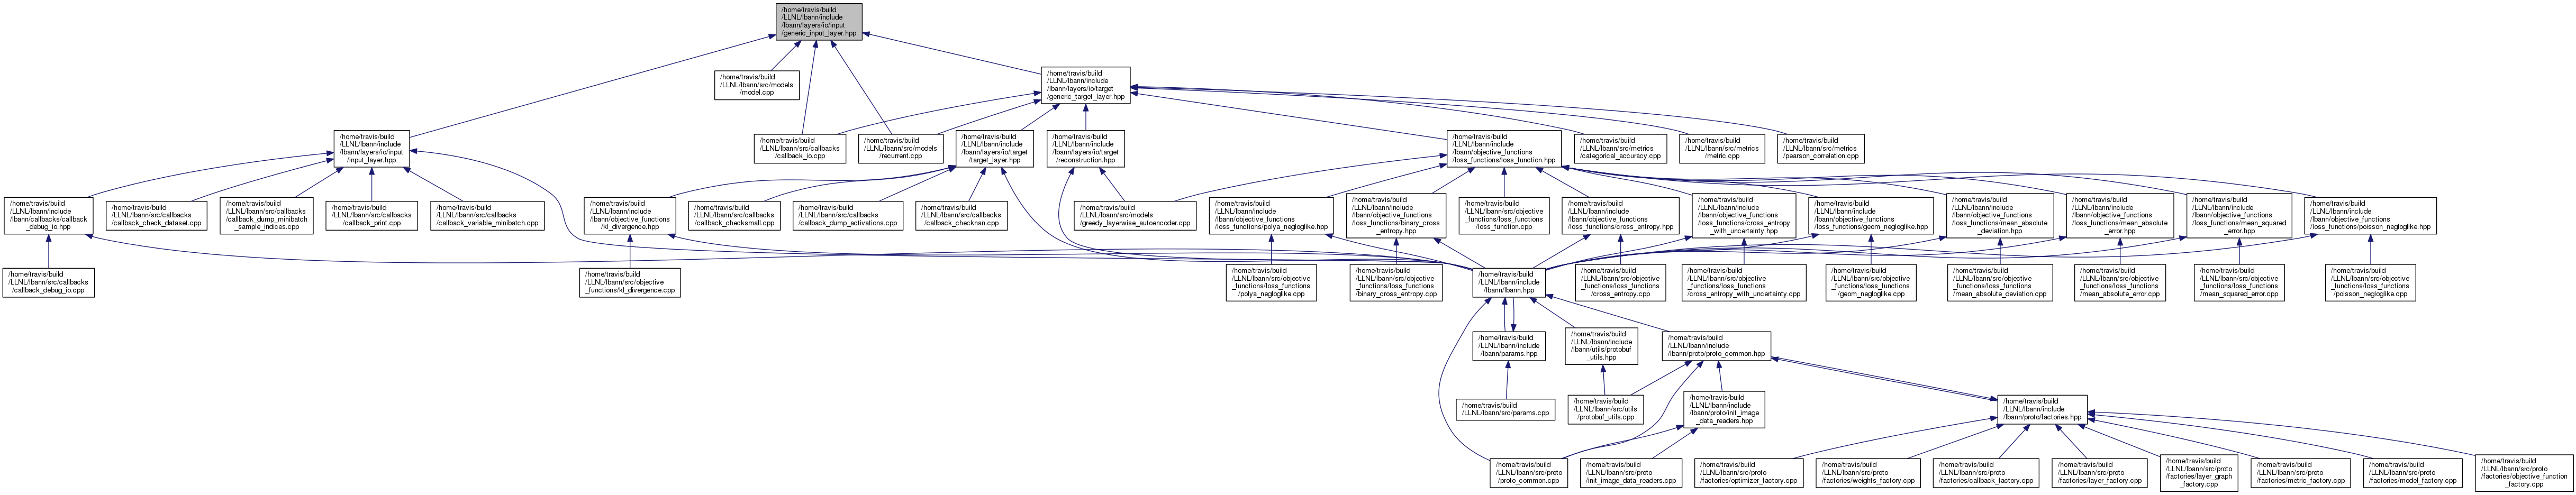 /home/travis/build
/LLNL/lbann/include
/lbann/layers/io/input
/generic_input_layer.hpp
/home/travis/build
/LLNL/lbann/src/models
/model.cpp
/home/travis/build
/LLNL/lbann/include
/lbann/layers/io/target
/generic_target_layer.hpp
/home/travis/build
/LLNL/lbann/include
/lbann/layers/io/input
/input_layer.hpp
/home/travis/build
/LLNL/lbann/src/callbacks
/callback_io.cpp
/home/travis/build
/LLNL/lbann/src/models
/recurrent.cpp
/home/travis/build
/LLNL/lbann/include
/lbann/layers/io/target
/target_layer.hpp
/home/travis/build
/LLNL/lbann/include
/lbann/layers/io/target
/reconstruction.hpp
/home/travis/build
/LLNL/lbann/include
/lbann/objective_functions
/loss_functions/loss_function.hpp
/home/travis/build
/LLNL/lbann/src/metrics
/categorical_accuracy.cpp
/home/travis/build
/LLNL/lbann/src/metrics
/metric.cpp
/home/travis/build
/LLNL/lbann/src/metrics
/pearson_correlation.cpp
/home/travis/build
/LLNL/lbann/include
/lbann/callbacks/callback
_debug_io.hpp
/home/travis/build
/LLNL/lbann/src/callbacks
/callback_check_dataset.cpp
/home/travis/build
/LLNL/lbann/src/callbacks
/callback_dump_minibatch
_sample_indices.cpp
/home/travis/build
/LLNL/lbann/src/callbacks
/callback_print.cpp
/home/travis/build
/LLNL/lbann/src/callbacks
/callback_variable_minibatch.cpp
/home/travis/build
/LLNL/lbann/include
/lbann/objective_functions
/kl_divergence.hpp
/home/travis/build
/LLNL/lbann/src/callbacks
/callback_checksmall.cpp
/home/travis/build
/LLNL/lbann/src/callbacks
/callback_dump_activations.cpp
/home/travis/build
/LLNL/lbann/src/callbacks
/callback_checknan.cpp
/home/travis/build
/LLNL/lbann/src/models
/greedy_layerwise_autoencoder.cpp
/home/travis/build
/LLNL/lbann/include
/lbann/objective_functions
/loss_functions/polya_negloglike.hpp
/home/travis/build
/LLNL/lbann/include
/lbann/objective_functions
/loss_functions/binary_cross
_entropy.hpp
/home/travis/build
/LLNL/lbann/src/objective
_functions/loss_functions
/loss_function.cpp
/home/travis/build
/LLNL/lbann/include
/lbann/objective_functions
/loss_functions/cross_entropy.hpp
/home/travis/build
/LLNL/lbann/include
/lbann/objective_functions
/loss_functions/cross_entropy
_with_uncertainty.hpp
/home/travis/build
/LLNL/lbann/include
/lbann/objective_functions
/loss_functions/geom_negloglike.hpp
/home/travis/build
/LLNL/lbann/include
/lbann/objective_functions
/loss_functions/mean_absolute
_deviation.hpp
/home/travis/build
/LLNL/lbann/include
/lbann/objective_functions
/loss_functions/mean_absolute
_error.hpp
/home/travis/build
/LLNL/lbann/include
/lbann/objective_functions
/loss_functions/mean_squared
_error.hpp
/home/travis/build
/LLNL/lbann/include
/lbann/objective_functions
/loss_functions/poisson_negloglike.hpp
/home/travis/build
/LLNL/lbann/src/callbacks
/callback_debug_io.cpp
/home/travis/build
/LLNL/lbann/src/objective
_functions/kl_divergence.cpp
/home/travis/build
/LLNL/lbann/src/objective
_functions/loss_functions
/polya_negloglike.cpp
/home/travis/build
/LLNL/lbann/src/objective
_functions/loss_functions
/binary_cross_entropy.cpp
/home/travis/build
/LLNL/lbann/include
/lbann/lbann.hpp
/home/travis/build
/LLNL/lbann/src/objective
_functions/loss_functions
/cross_entropy.cpp
/home/travis/build
/LLNL/lbann/src/objective
_functions/loss_functions
/cross_entropy_with_uncertainty.cpp
/home/travis/build
/LLNL/lbann/src/objective
_functions/loss_functions
/geom_negloglike.cpp
/home/travis/build
/LLNL/lbann/src/objective
_functions/loss_functions
/mean_absolute_deviation.cpp
/home/travis/build
/LLNL/lbann/src/objective
_functions/loss_functions
/mean_absolute_error.cpp
/home/travis/build
/LLNL/lbann/src/objective
_functions/loss_functions
/mean_squared_error.cpp
/home/travis/build
/LLNL/lbann/src/objective
_functions/loss_functions
/poisson_negloglike.cpp
/home/travis/build
/LLNL/lbann/include
/lbann/params.hpp
/home/travis/build
/LLNL/lbann/include
/lbann/utils/protobuf
_utils.hpp
/home/travis/build
/LLNL/lbann/include
/lbann/proto/proto_common.hpp
/home/travis/build
/LLNL/lbann/src/params.cpp
/home/travis/build
/LLNL/lbann/src/utils
/protobuf_utils.cpp
/home/travis/build
/LLNL/lbann/include
/lbann/proto/init_image
_data_readers.hpp
/home/travis/build
/LLNL/lbann/include
/lbann/proto/factories.hpp
/home/travis/build
/LLNL/lbann/src/proto
/proto_common.cpp
/home/travis/build
/LLNL/lbann/src/proto
/init_image_data_readers.cpp
/home/travis/build
/LLNL/lbann/src/proto
/factories/optimizer_factory.cpp
/home/travis/build
/LLNL/lbann/src/proto
/factories/weights_factory.cpp
/home/travis/build
/LLNL/lbann/src/proto
/factories/callback_factory.cpp
/home/travis/build
/LLNL/lbann/src/proto
/factories/layer_factory.cpp
/home/travis/build
/LLNL/lbann/src/proto
/factories/layer_graph
_factory.cpp
/home/travis/build
/LLNL/lbann/src/proto
/factories/metric_factory.cpp
/home/travis/build
/LLNL/lbann/src/proto
/factories/model_factory.cpp
/home/travis/build
/LLNL/lbann/src/proto
/factories/objective_function
_factory.cpp